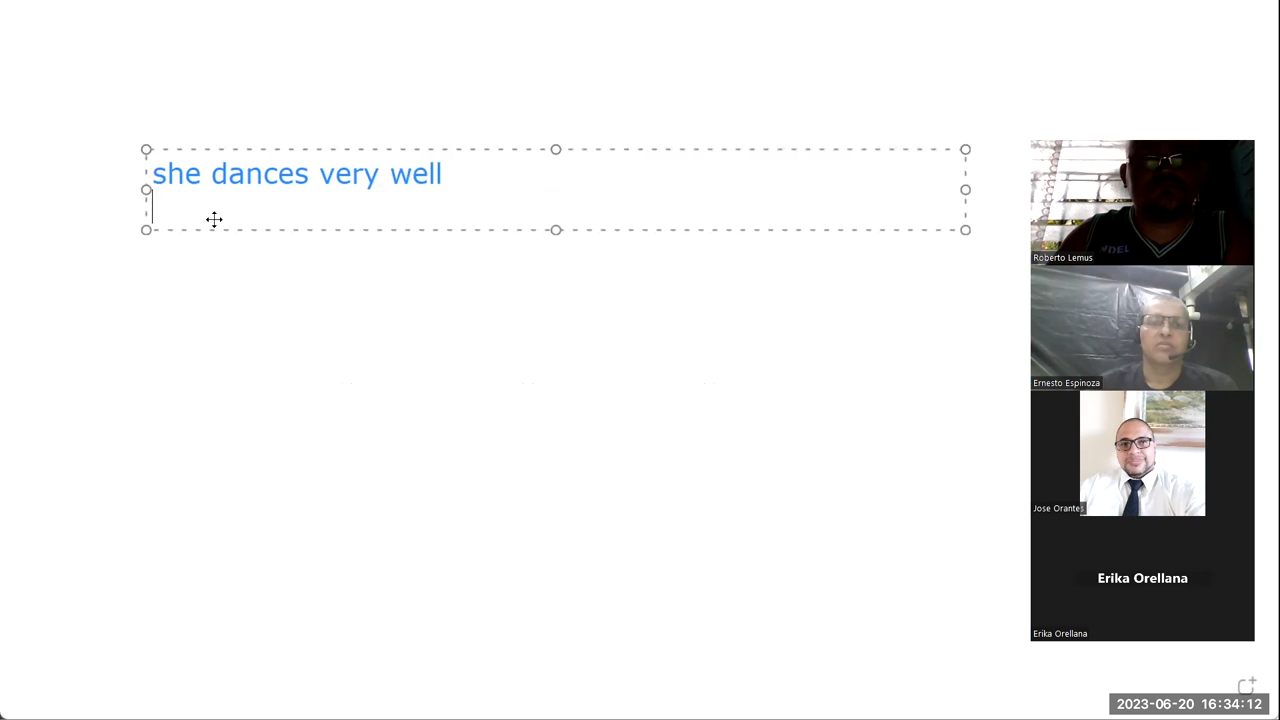 she dances very well
Roberto Lemus
Ernesto Espinoza
Jose Orantes
Erika Orellana
Erika Orellana
2023-06-20 16:34:12